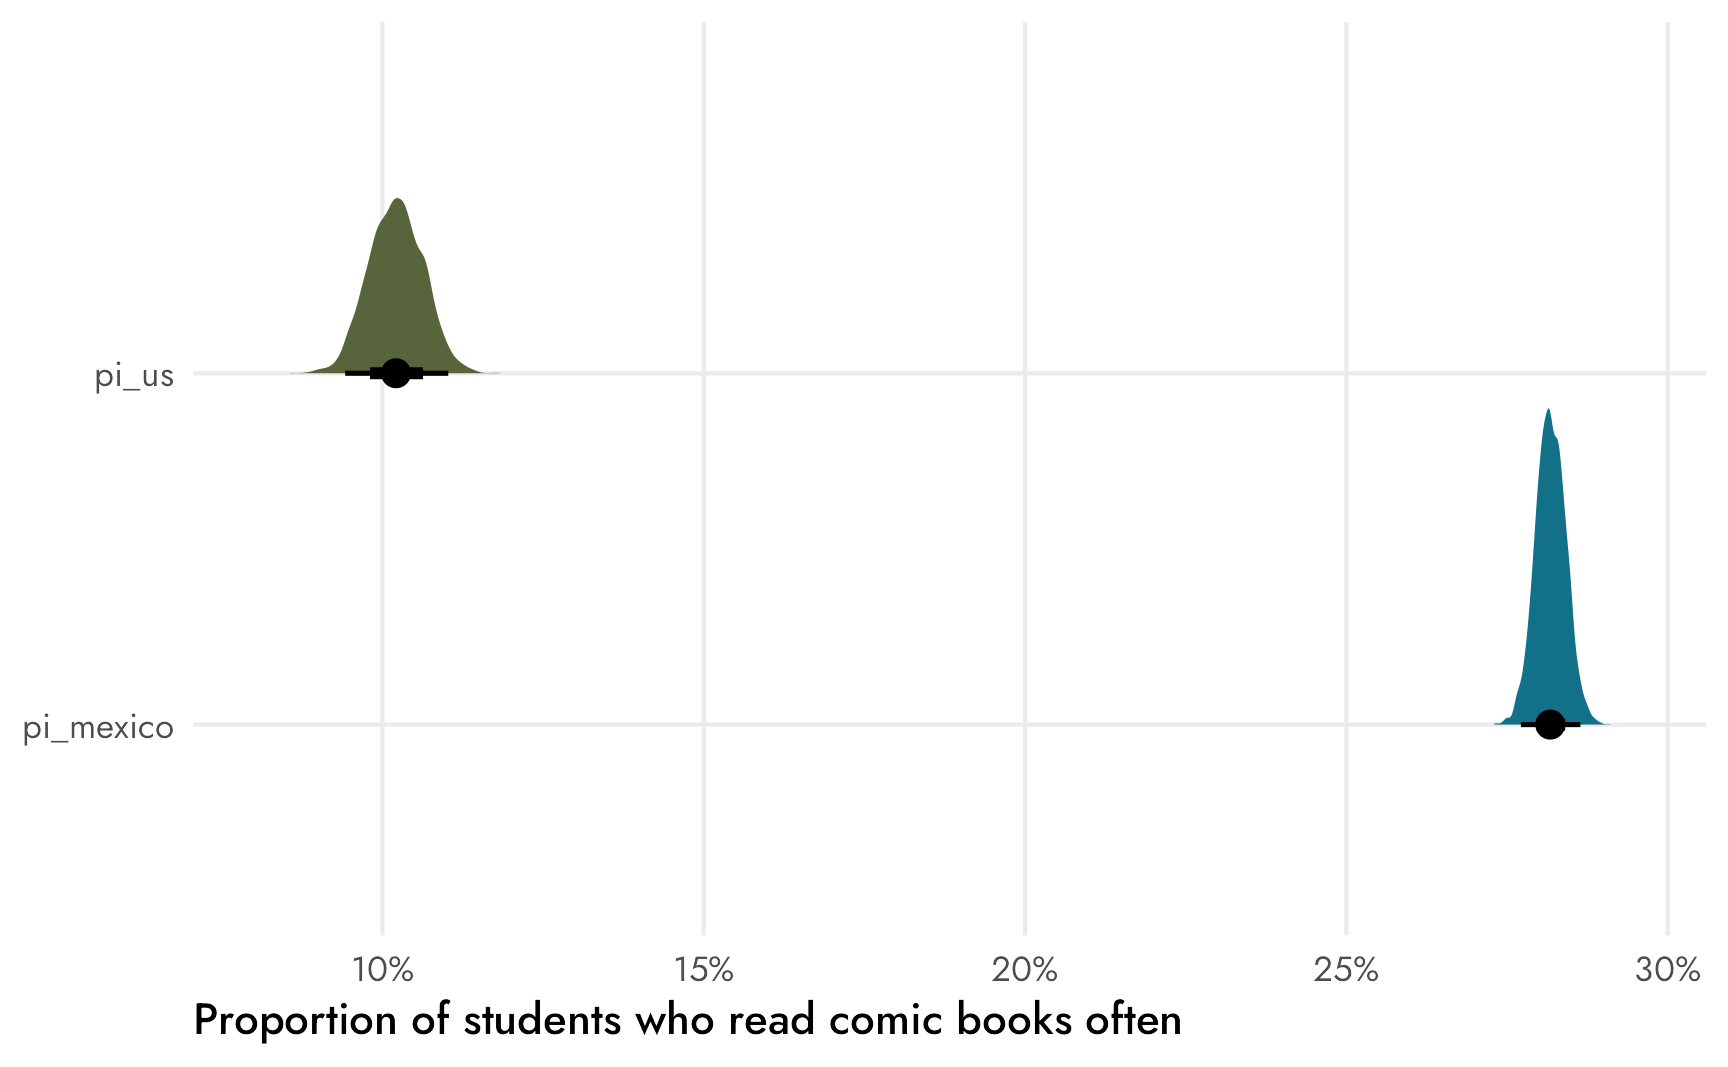 pi_us
pi_mexico
10% 15% 20% 25% 30%
Proportion of students who read comic books often